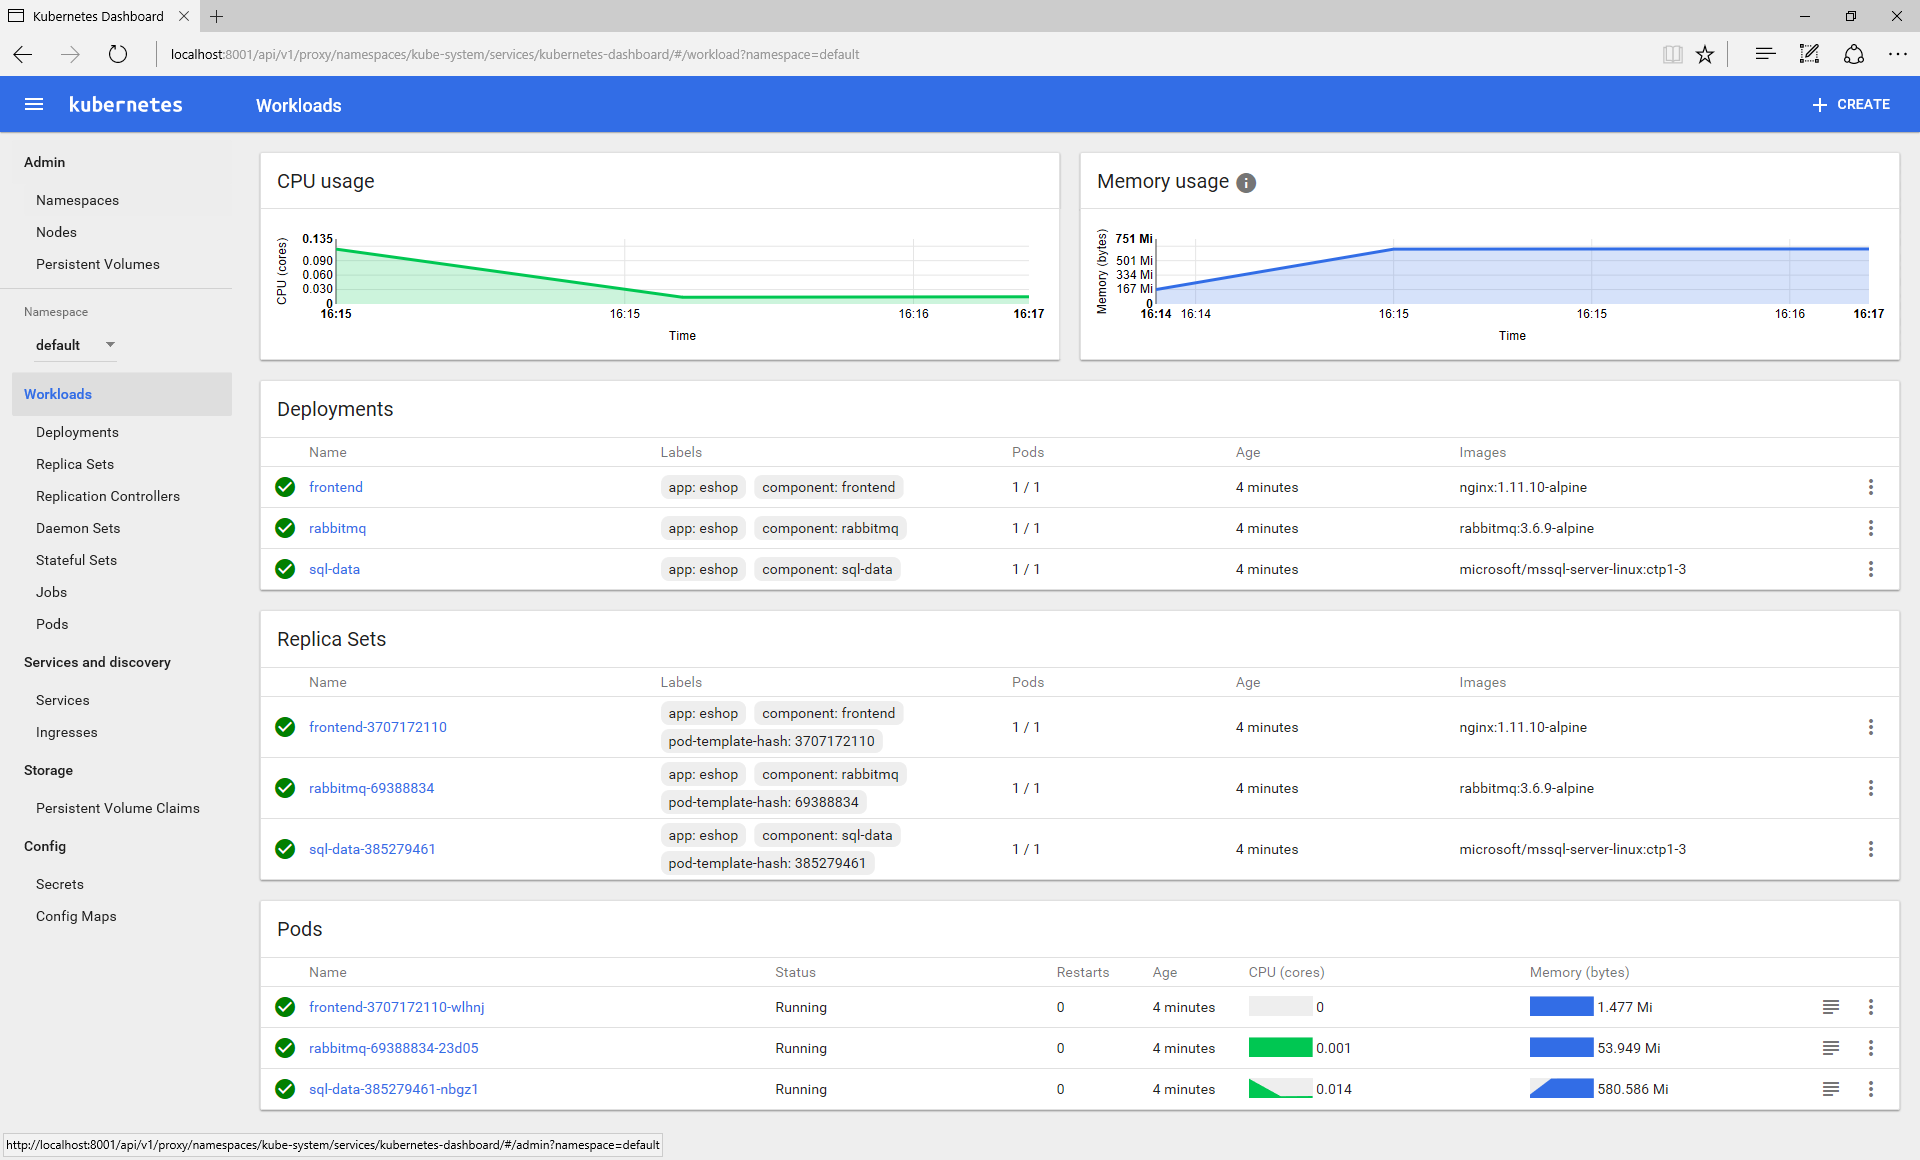 Kubernetes Dashboard
localhost:8001/api/v1/proxy/namespaces/kube-system/services/kubernetes-dashboard/#/workload?namespace=default
kubernetes Workloads CREATE
Admin
Namespaces
Nodes
Persistent Volumes
Namespace
default
Workloads
Deployments
Replica Sets
Replication Controllers
Daemon Sets
Stateful Sets
Jobs
Pods
Services and discovery
Services
Ingresses
Storage
Persistent Volume Claims
Config
Secrets
Config Maps
CPU usage
CPU (cores)
0.135
0.090
0.060
0.030
0
16:15 16:15 16:16 16:17
Time
Memory usage
Memory (bytes)
751 Mi
501 Mi
334 Mi
167 Mi
0
16:14 16:14 16:15 16:15 16:16 16:17
Time
Deployments
Name Labels Pods Age Images
frontend app: eshop component: frontend 1 / 1 4 minutes nginx:1.11.10-alpine
rabbitmq app: eshop component: rabbitmq 1 / 1 4 minutes rabbitmq:3.6.9-alpine
sql-data app: eshop component: sql-data 1 / 1 4 minutes microsoft/mssql-server-linux:ctp1-3
Replica Sets
Name Labels Pods Age Images
frontend-3707172110 app: eshop component: frontend 1 / 1 4 minutes nginx:1.11.10-alpine
pod-template-hash: 3707172110
rabbitmq-69388834 app: eshop component: rabbitmq 1 / 1 4 minutes rabbitmq:3.6.9-alpine
pod-template-hash: 69388834
sql-data-385279461 app: eshop component: sql-data 1 / 1 4 minutes microsoft/mssql-server-linux:ctp1-3
pod-template-hash: 385279461
Pods
Name Status Restarts Age CPU (cores) Memory (bytes)
frontend-3707172110-wlhnj Running 0 4 minutes 0 1.477 Mi
rabbitmq-69388834-23d05 Running 0 4 minutes 0.001 53.949 Mi
sql-data-385279461-nbgz1 Running 0 4 minutes 0.014 580.586 Mi
http://localhost:8001/api/v1/proxy/namespaces/kube-system/services/kubernetes-dashboard/#/admin?namespace=default